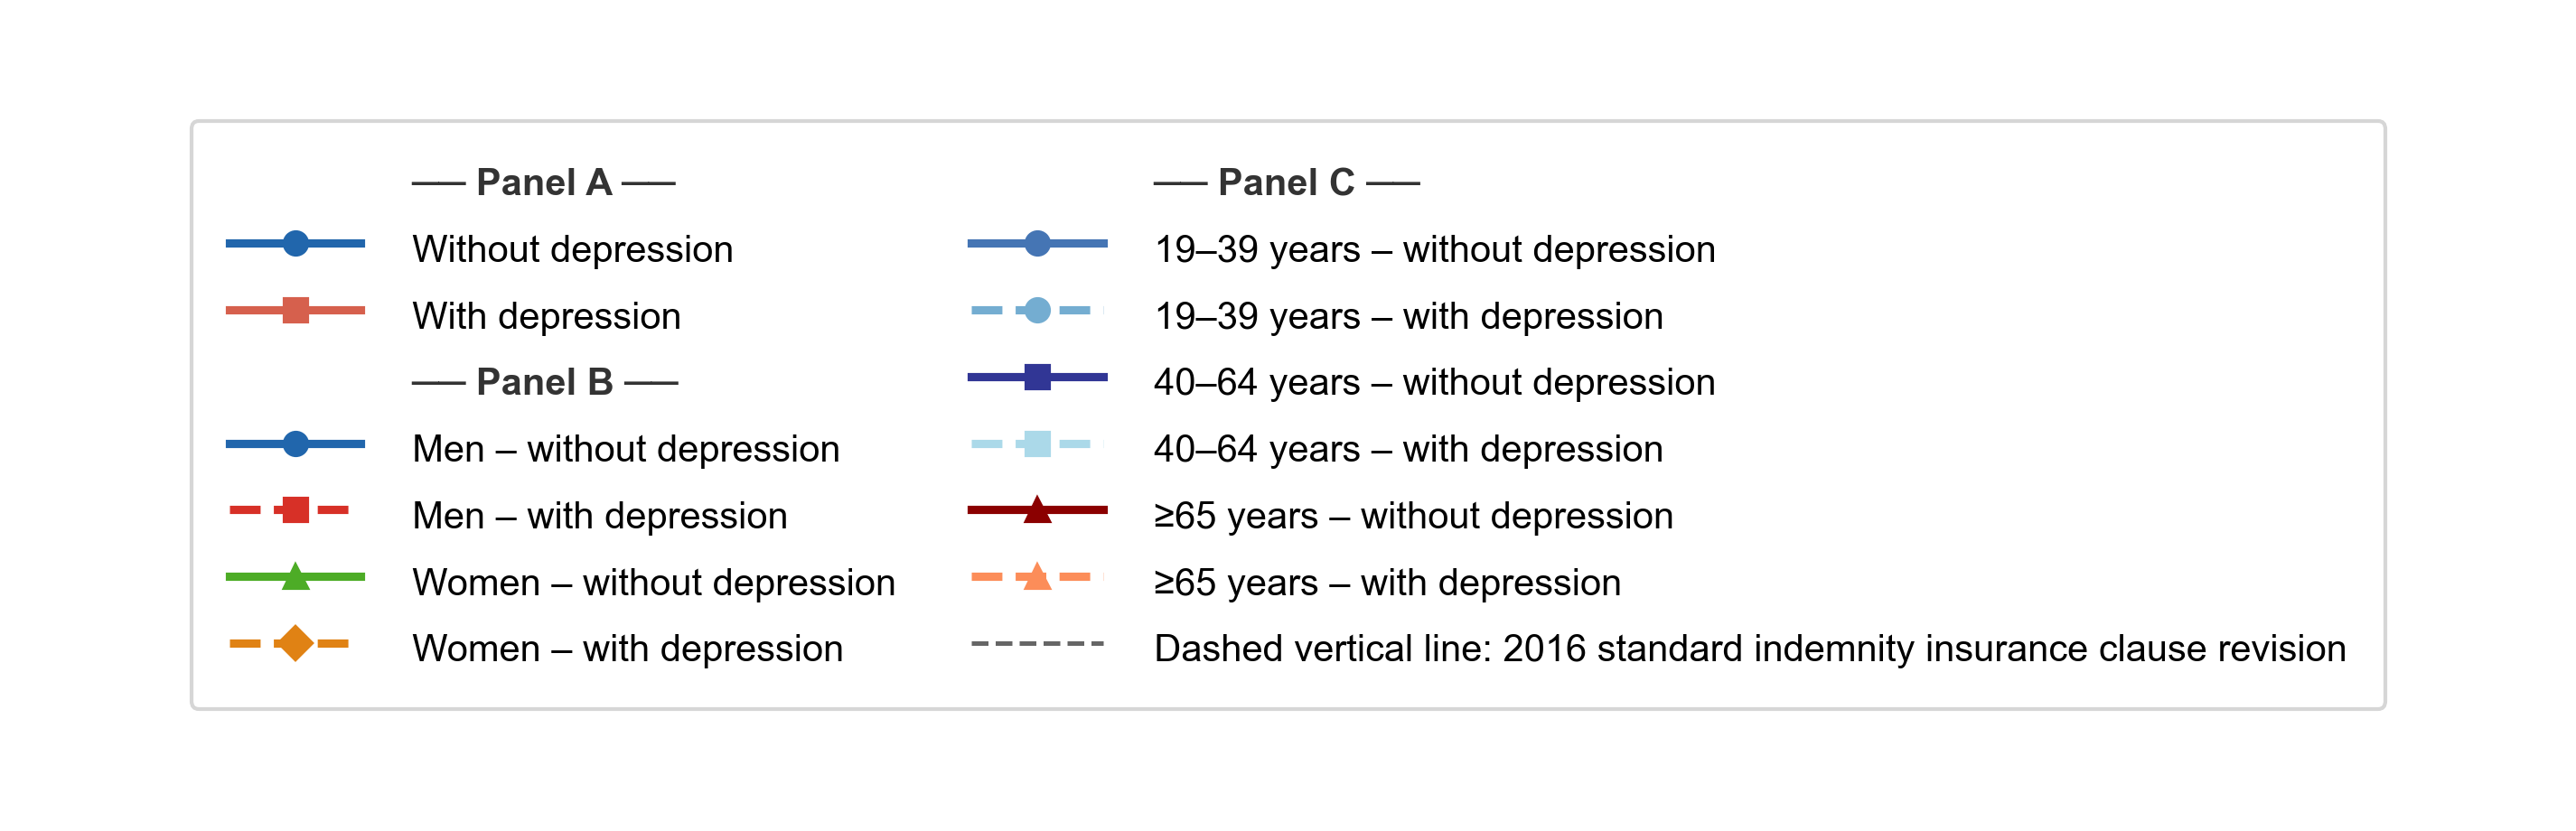 —— Panel A ——
Without depression
With depression
—— Panel B ——
Men – without depression
Men – with depression
Women – without depression
Women – with depression
—— Panel C ——
19–39 years – without depression
19–39 years – with depression
40–64 years – without depression
40–64 years – with depression
≥65 years – without depression
≥65 years – with depression
Dashed vertical line: 2016 standard indemnity insurance clause revision